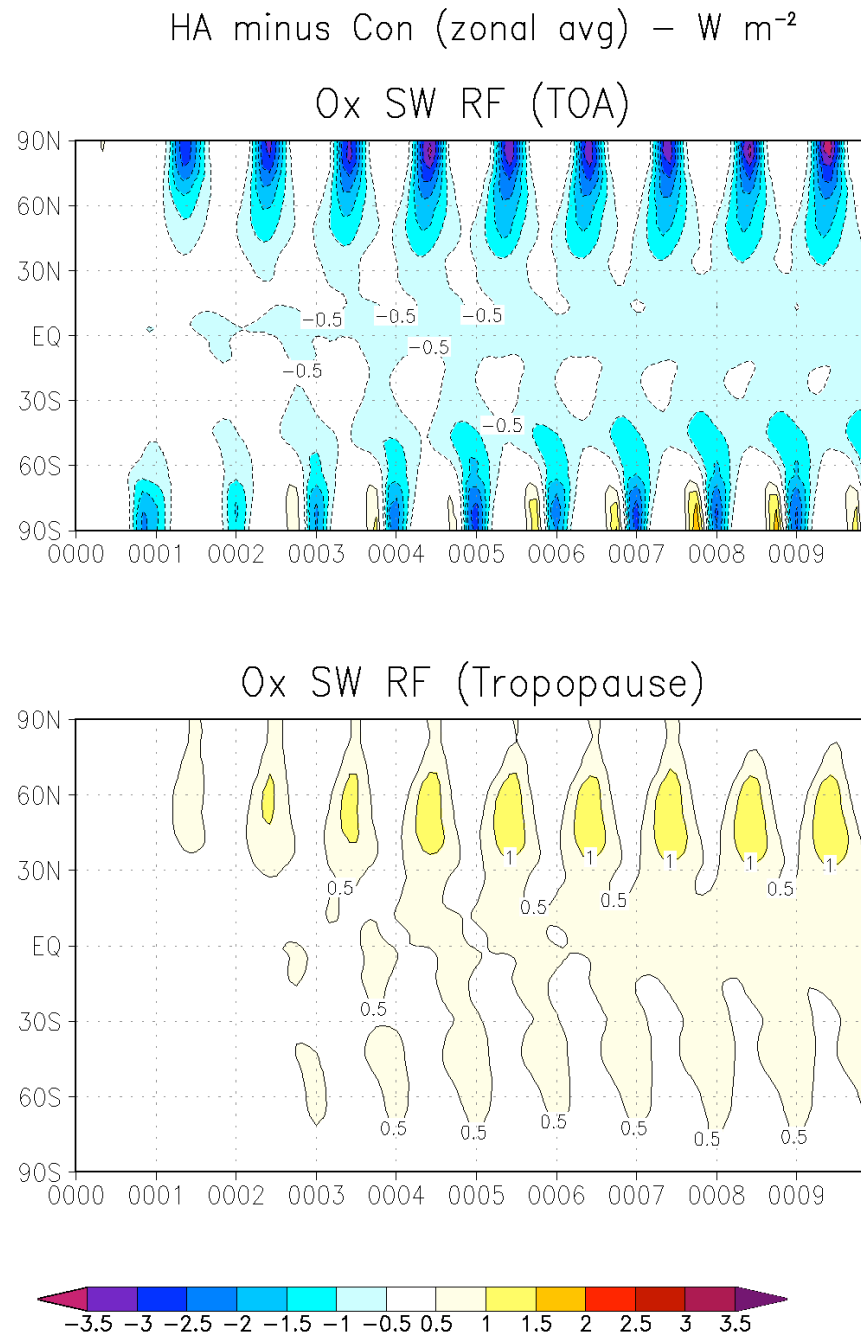 HA minus Con (zonal avg) – W m⁻²
Ox SW RF (TOA)
90N
60N
30N
EQ
30S
60S
90S
−0.5 −0.5 −0.5
−0.5
−0.5
−0.5
0000 0001 0002 0003 0004 0005 0006 0007 0008 0009
Ox SW RF (Tropopause)
90N
60N
30N
EQ
30S
60S
90S
1 1 1 1 1
0.5 0.5 0.5 0.5
0.5
0.5 0.5 0.5 0.5 0.5 0.5
0000 0001 0002 0003 0004 0005 0006 0007 0008 0009
−3.5 −3 −2.5 −2 −1.5 −1 −0.5 0.5 1 1.5 2 2.5 3 3.5